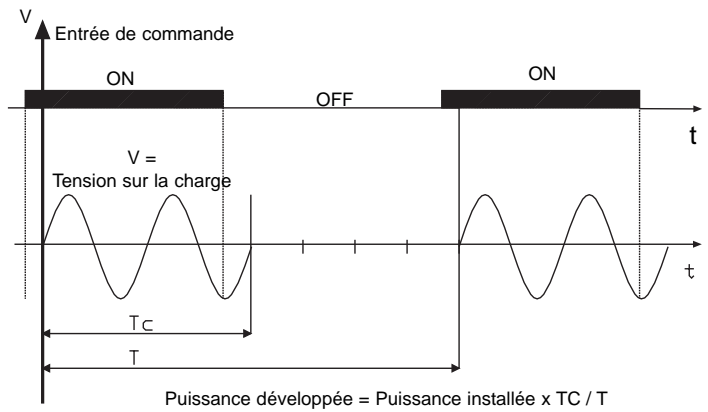 V
Entrée de commande
ON
OFF
ON
t
V =
Tension sur la charge
t
Tc
T
Puissance développée = Puissance installée x TC / T